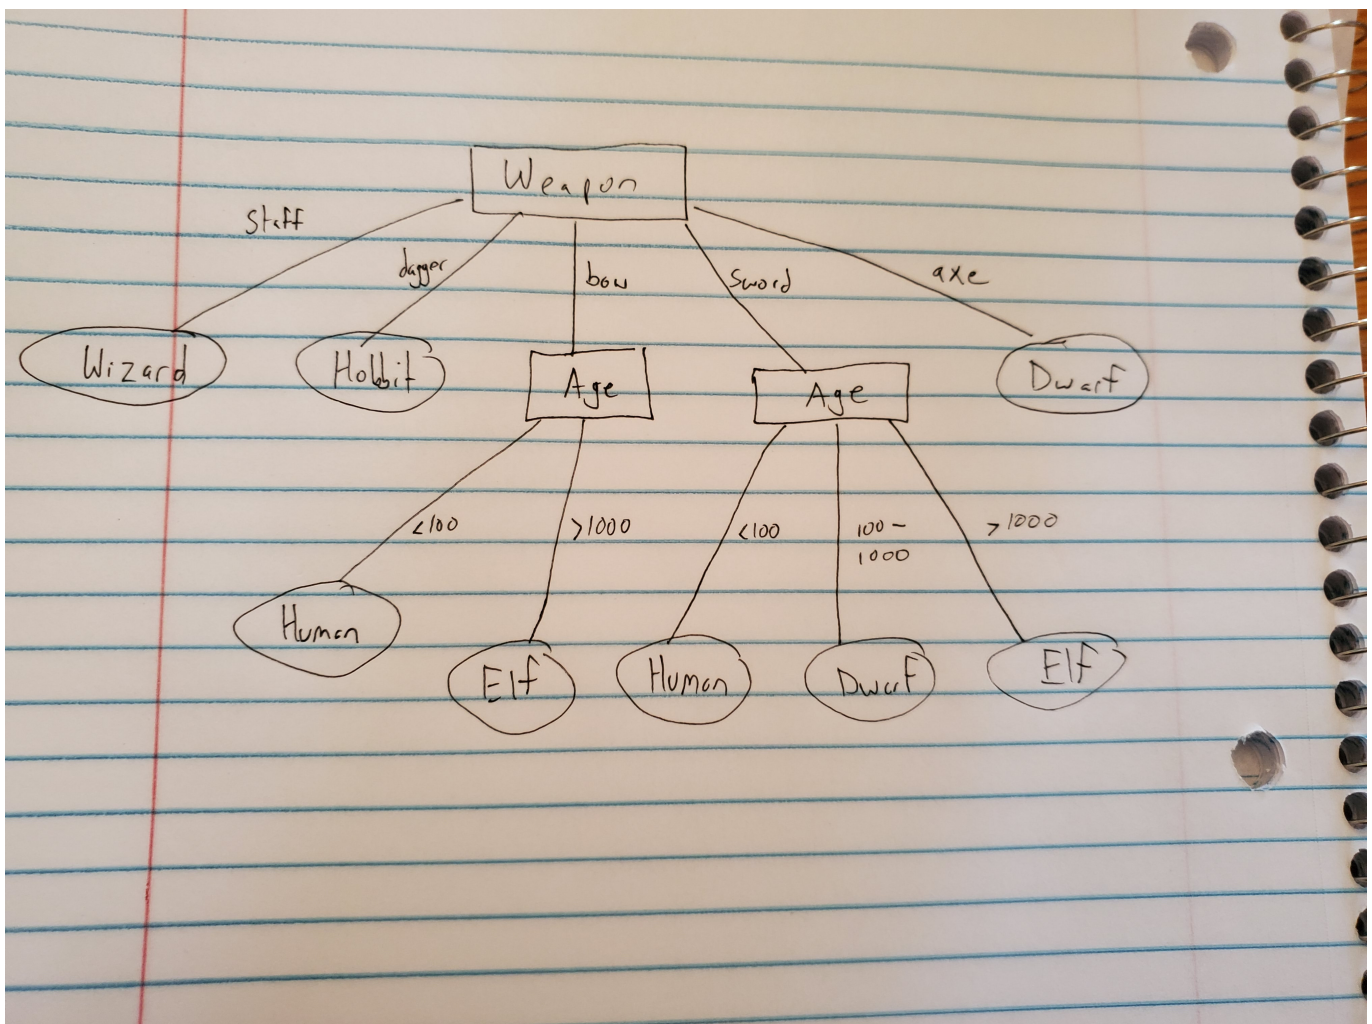 Weapon
Staff
dagger
bow
sword
axe
Wizard
Hobbit
Age
Age
Dwarf
<100
>1000
<100
100-
1000
>1000
Human
Elf
Human
Dwarf
Elf